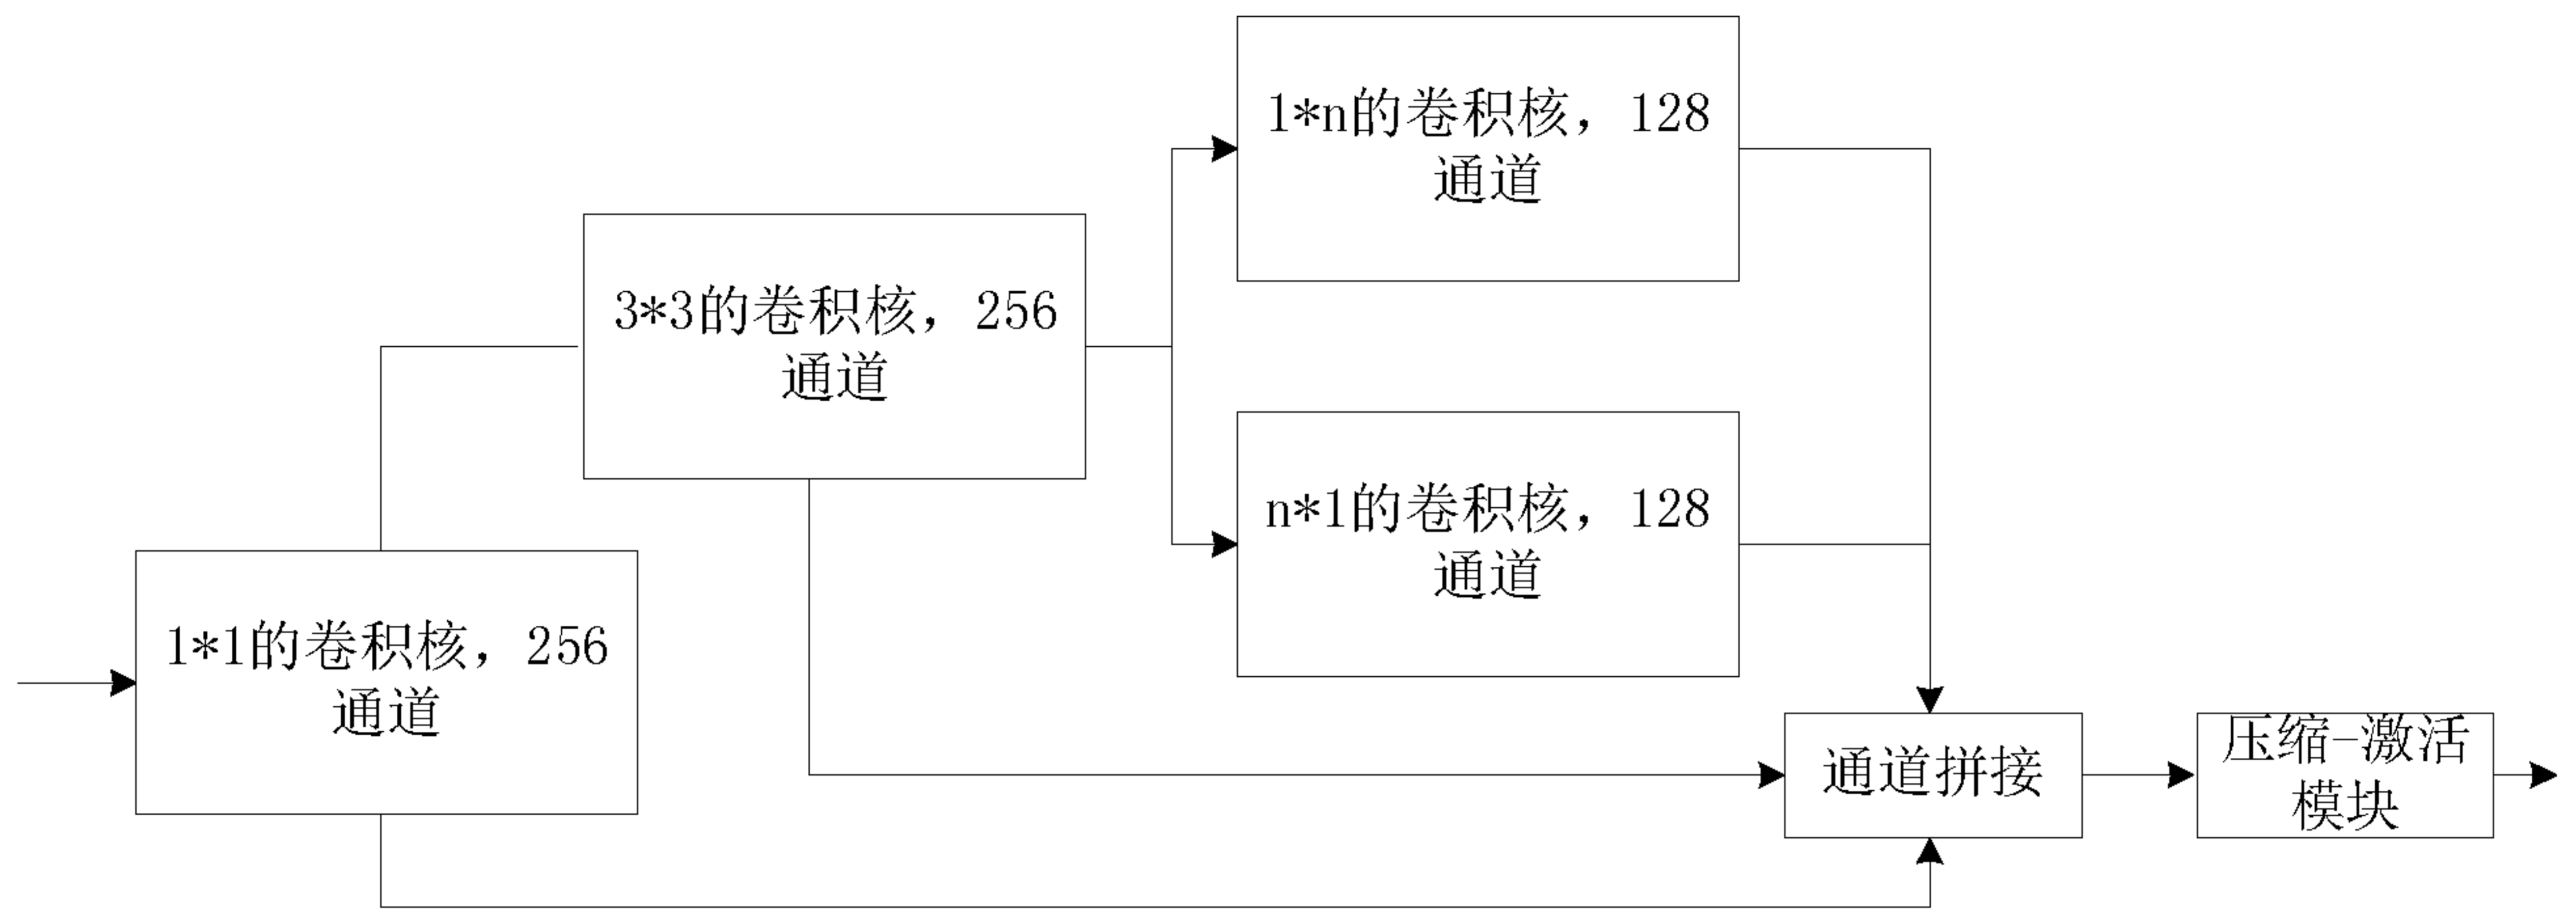 1*n的卷积核，128
通道
3*3的卷积核，256
通道
n*1的卷积核，128
通道
1*1的卷积核，256
通道
通道拼接
压缩-激活
模块